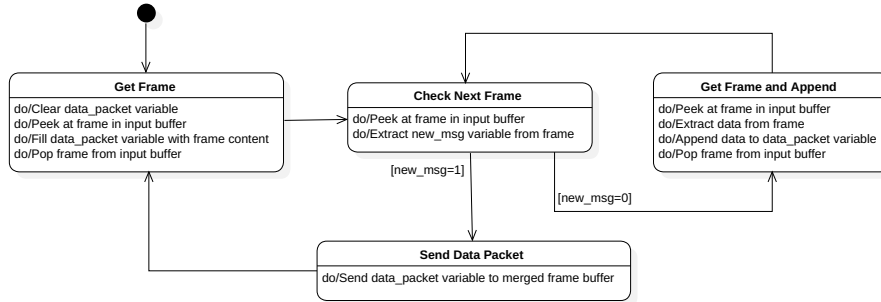 Get Frame
do/Clear data_packet variable
do/Peek at frame in input buffer
do/Fill data_packet variable with frame content
do/Pop frame from input buffer
Check Next Frame
do/Peek at frame in input buffer
do/Extract new_msg variable from frame
Get Frame and Append
do/Peek at frame in input buffer
do/Extract data from frame
do/Append data to data_packet variable
do/Pop frame from input buffer
[new_msg=1]
[new_msg=0]
Send Data Packet
do/Send data_packet variable to merged frame buffer